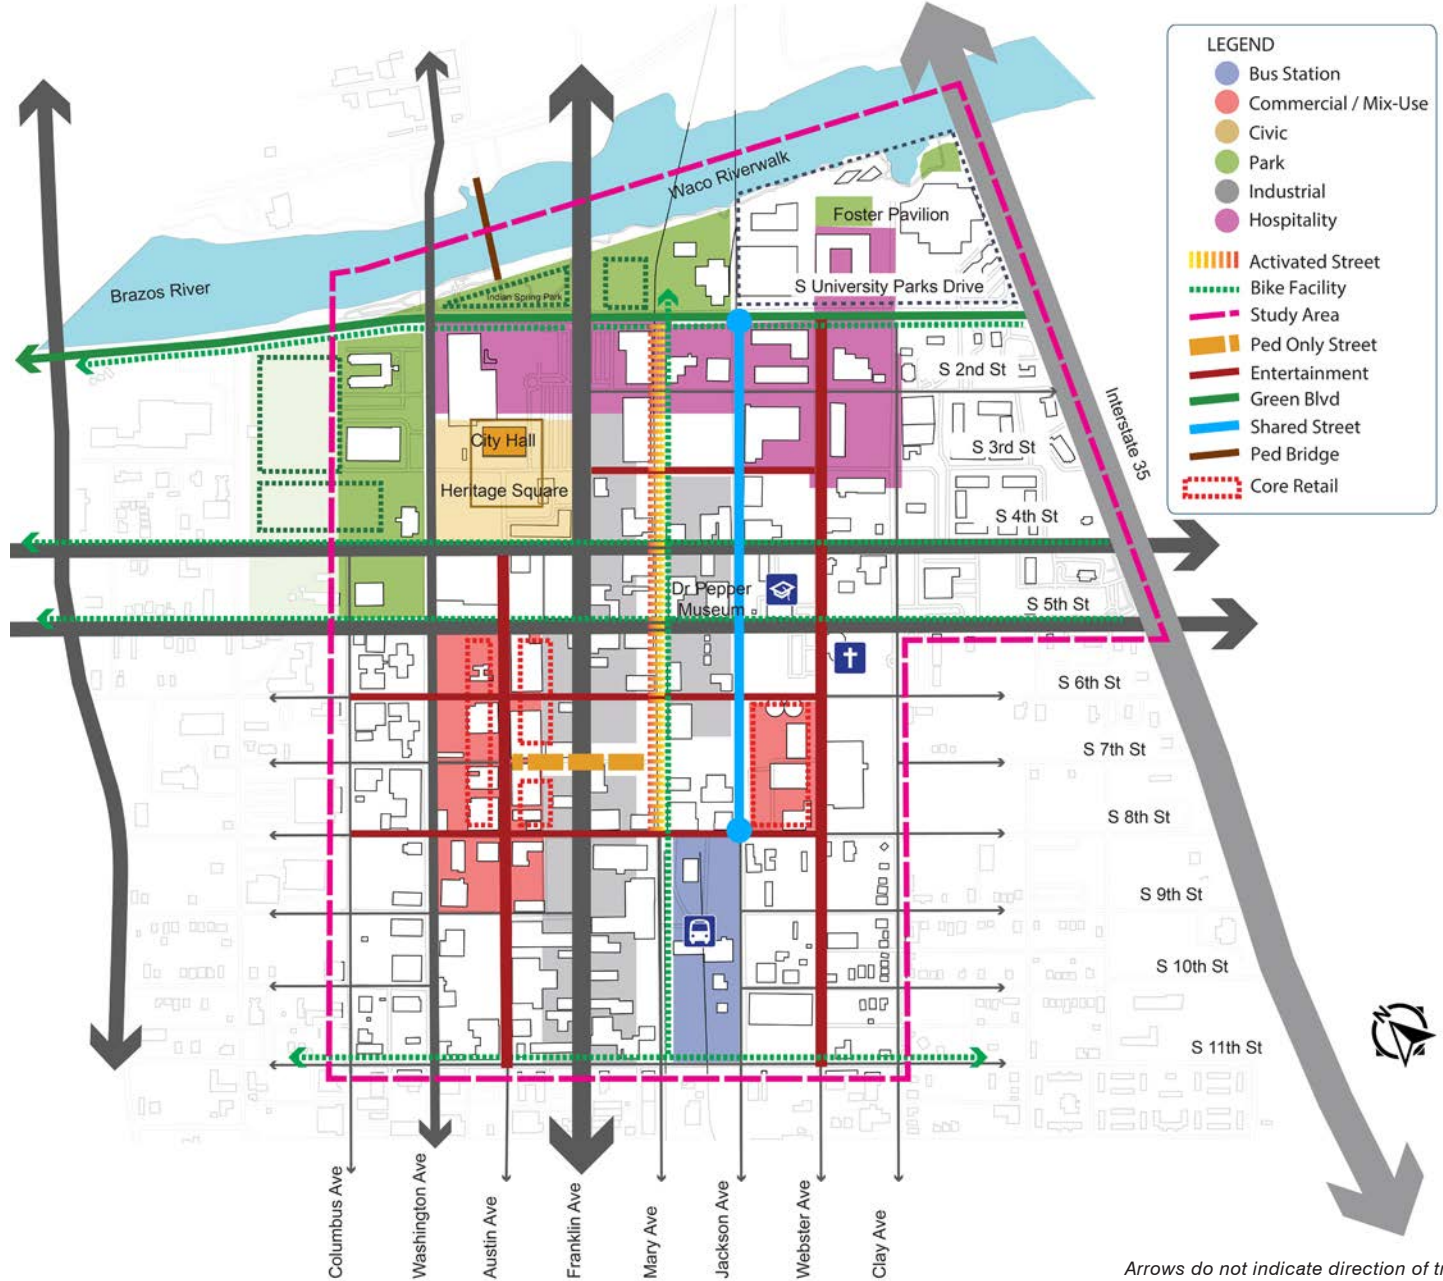 LEGEND
Bus Station
Commercial / Mix-Use
Civic
Park
Industrial
Hospitality
Activated Street
Bike Facility
Study Area
Ped Only Street
Entertainment
Green Blvd
Shared Street
Ped Bridge
Core Retail
Waco Riverwalk
Foster Pavilion
Brazos River
S University Parks Drive
Indian Spring Park
S 2nd St
Interstate 35
City Hall
S 3rd St
Heritage Square
S 4th St
Dr Pepper
Museum
S 5th St
S 6th St
S 7th St
S 8th St
S 9th St
S 10th St
N
S 11th St
Columbus Ave
Washington Ave
Austin Ave
Franklin Ave
Mary Ave
Jackson Ave
Webster Ave
Clay Ave
Arrows do not indicate direction of